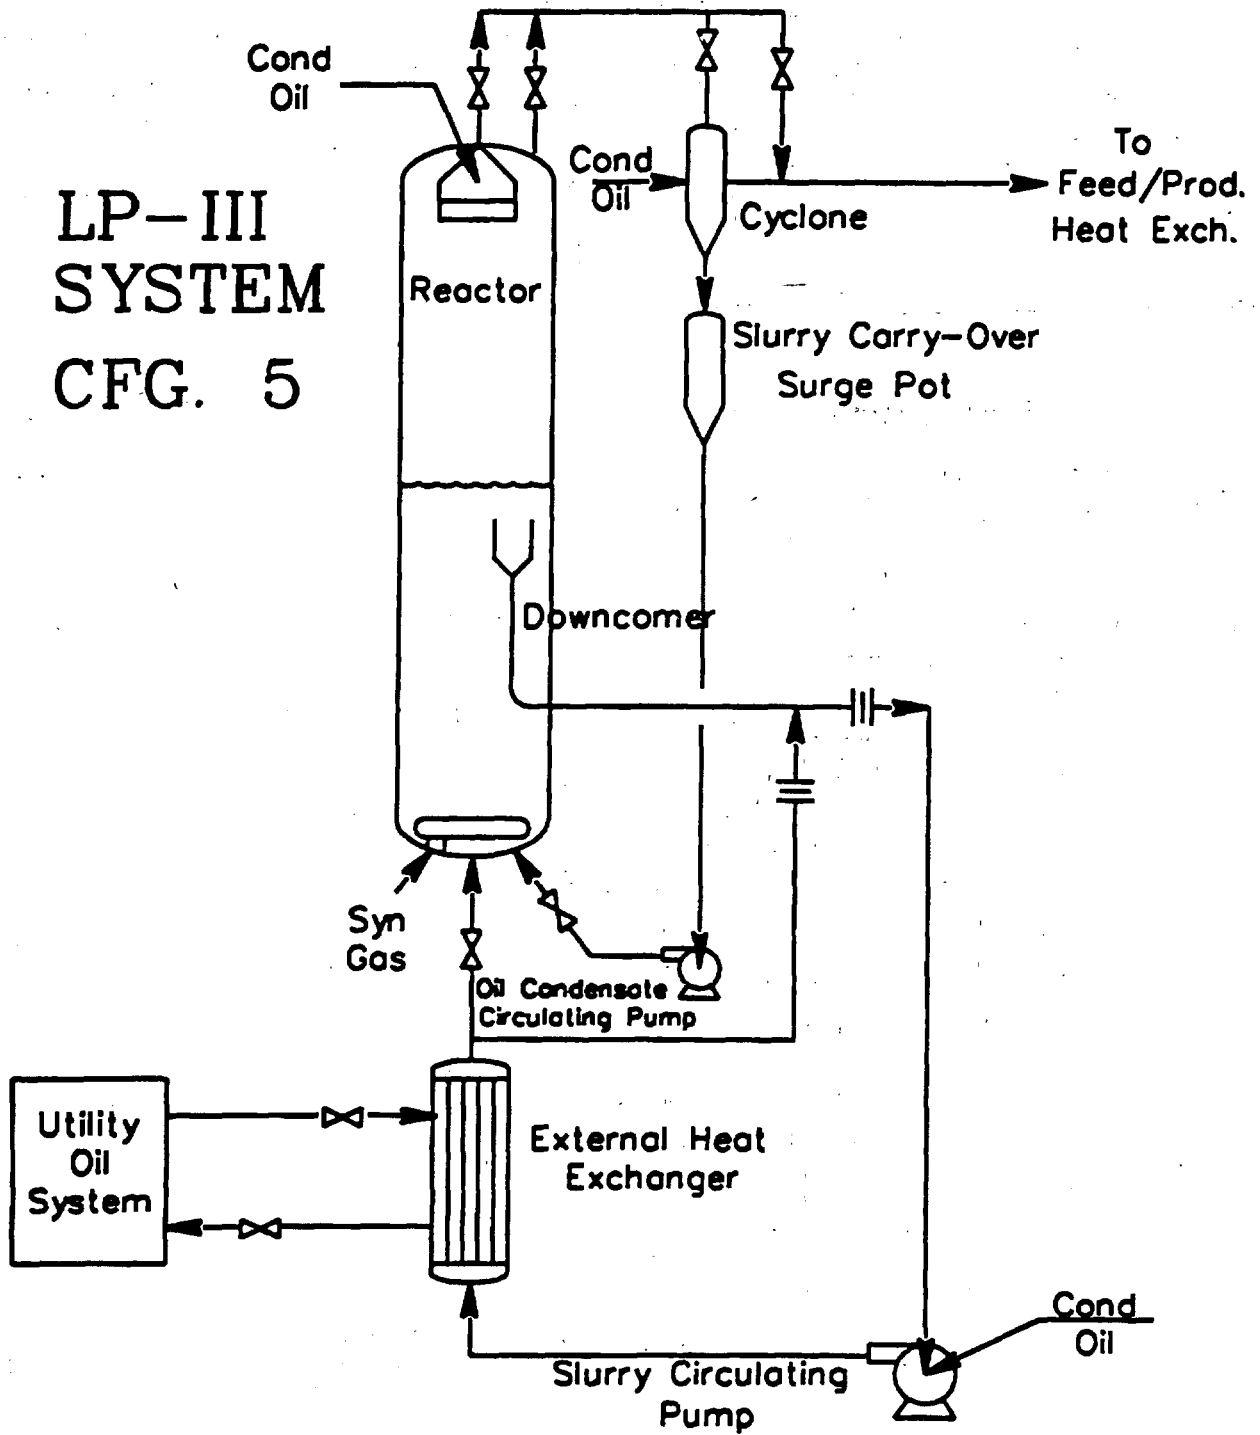 Cond
Oil
LP-III
SYSTEM
CFG. 5
Reactor
Cond
Oil
Cyclone
To
Feed/Prod.
Heat Exch.
Slurry Carry-Over
Surge Pot
Downcomer
Syn
Gas
Oil Condensate
Circulating Pump
Utility
Oil
System
External Heat
Exchanger
Cond
Oil
Slurry Circulating
Pump